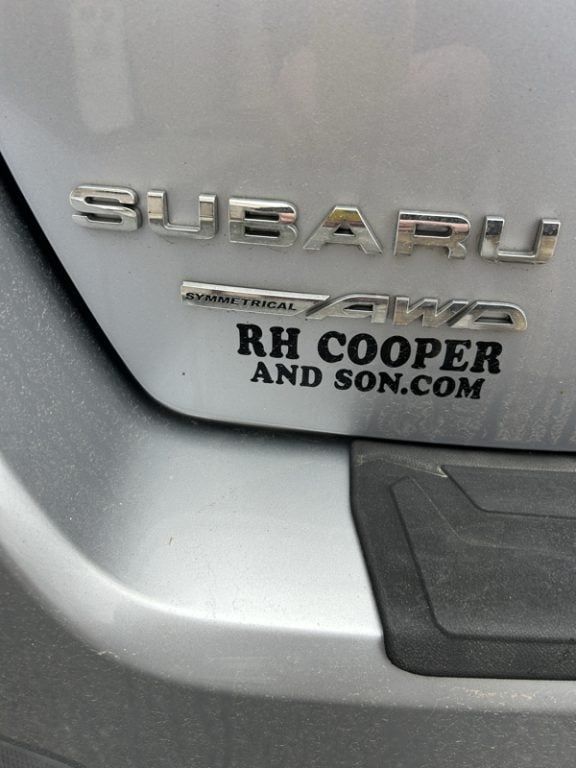 SUBARU
SYMMETRICAL AWD
RH COOPER
AND SON.COM